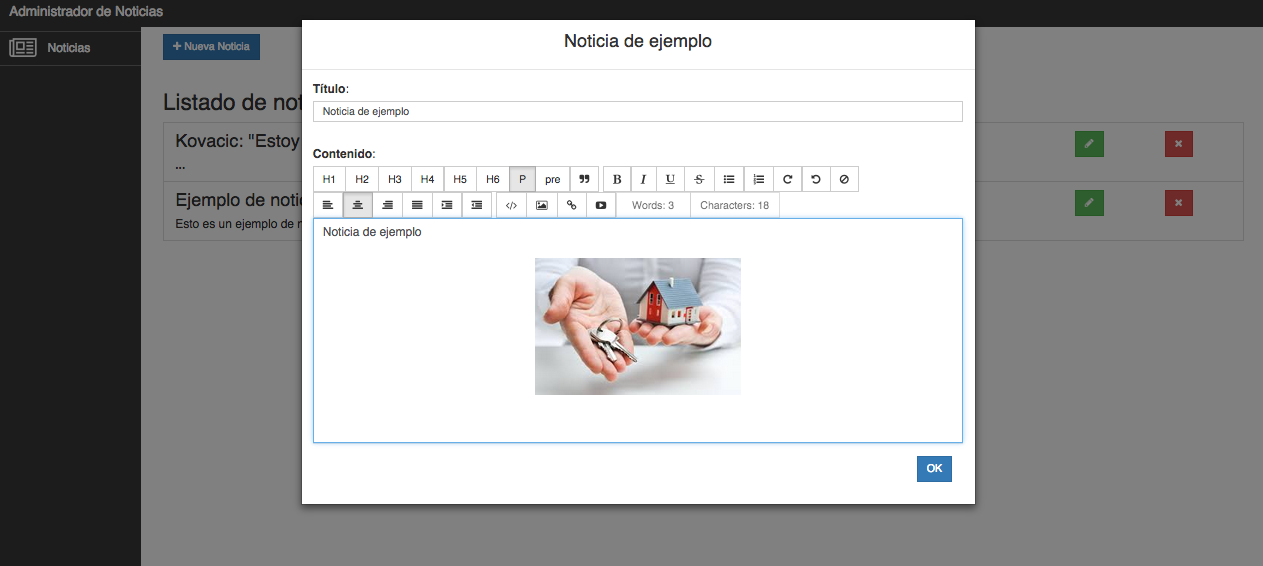 Administrador de Noticias
Noticias
+ Nueva Noticia
Listado de not
Kovacic: "Estoy
...
Ejemplo de notic
Esto es un ejemplo de n
Noticia de ejemplo
Título:
Noticia de ejemplo
Contenido:
H1 H2 H3 H4 H5 H6 P pre ” B I U S
</> Words: 3 Characters: 18
Noticia de ejemplo
OK